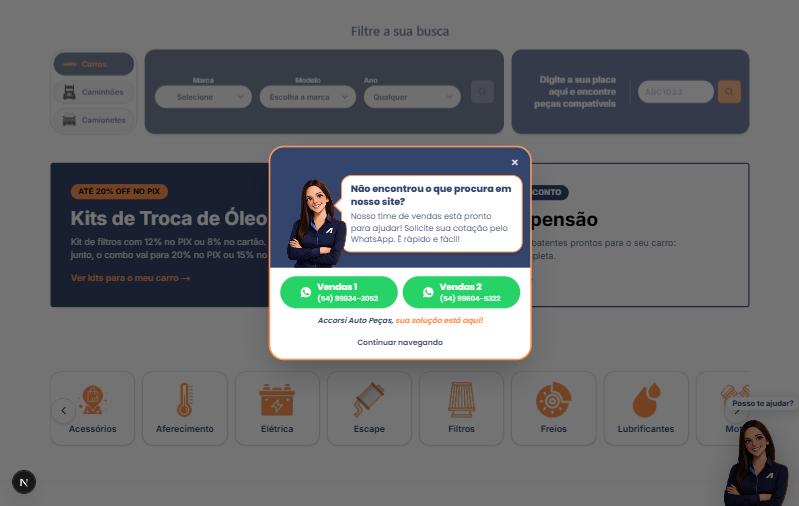 Filtre a sua busca
Carros
Caminhões
Camionetes
Marca
Selecione
Modelo
Escolha a marca
Ano
Qualquer
Digite a sua placa
aqui e encontre
peças compatíveis
ABC1D23
ATÉ 20% OFF NO PIX
Kits de Troca de Óleo
Kit de filtros com 12% no PIX ou 8% no cartão.
junto, o combo vai para 20% no PIX ou 15% no
Ver kits para o meu carro →
CONTO
pensão
batentes prontos para o seu carro:
pleta.
×
Não encontrou o que procura em
nosso site?
Nosso time de vendas está pronto
para ajudar! Solicite sua cotação pelo
WhatsApp. É rápido e fácil!
Vendas 1
(54) 99934-3052
Vendas 2
(54) 99604-5322
Accorsi Auto Peças, sua solução está aqui!
Continuar navegando
Acessórios
Aferecimento
Elétrica
Escape
Filtros
Freios
Lubrificantes
Mot
Posso te ajudar?
N